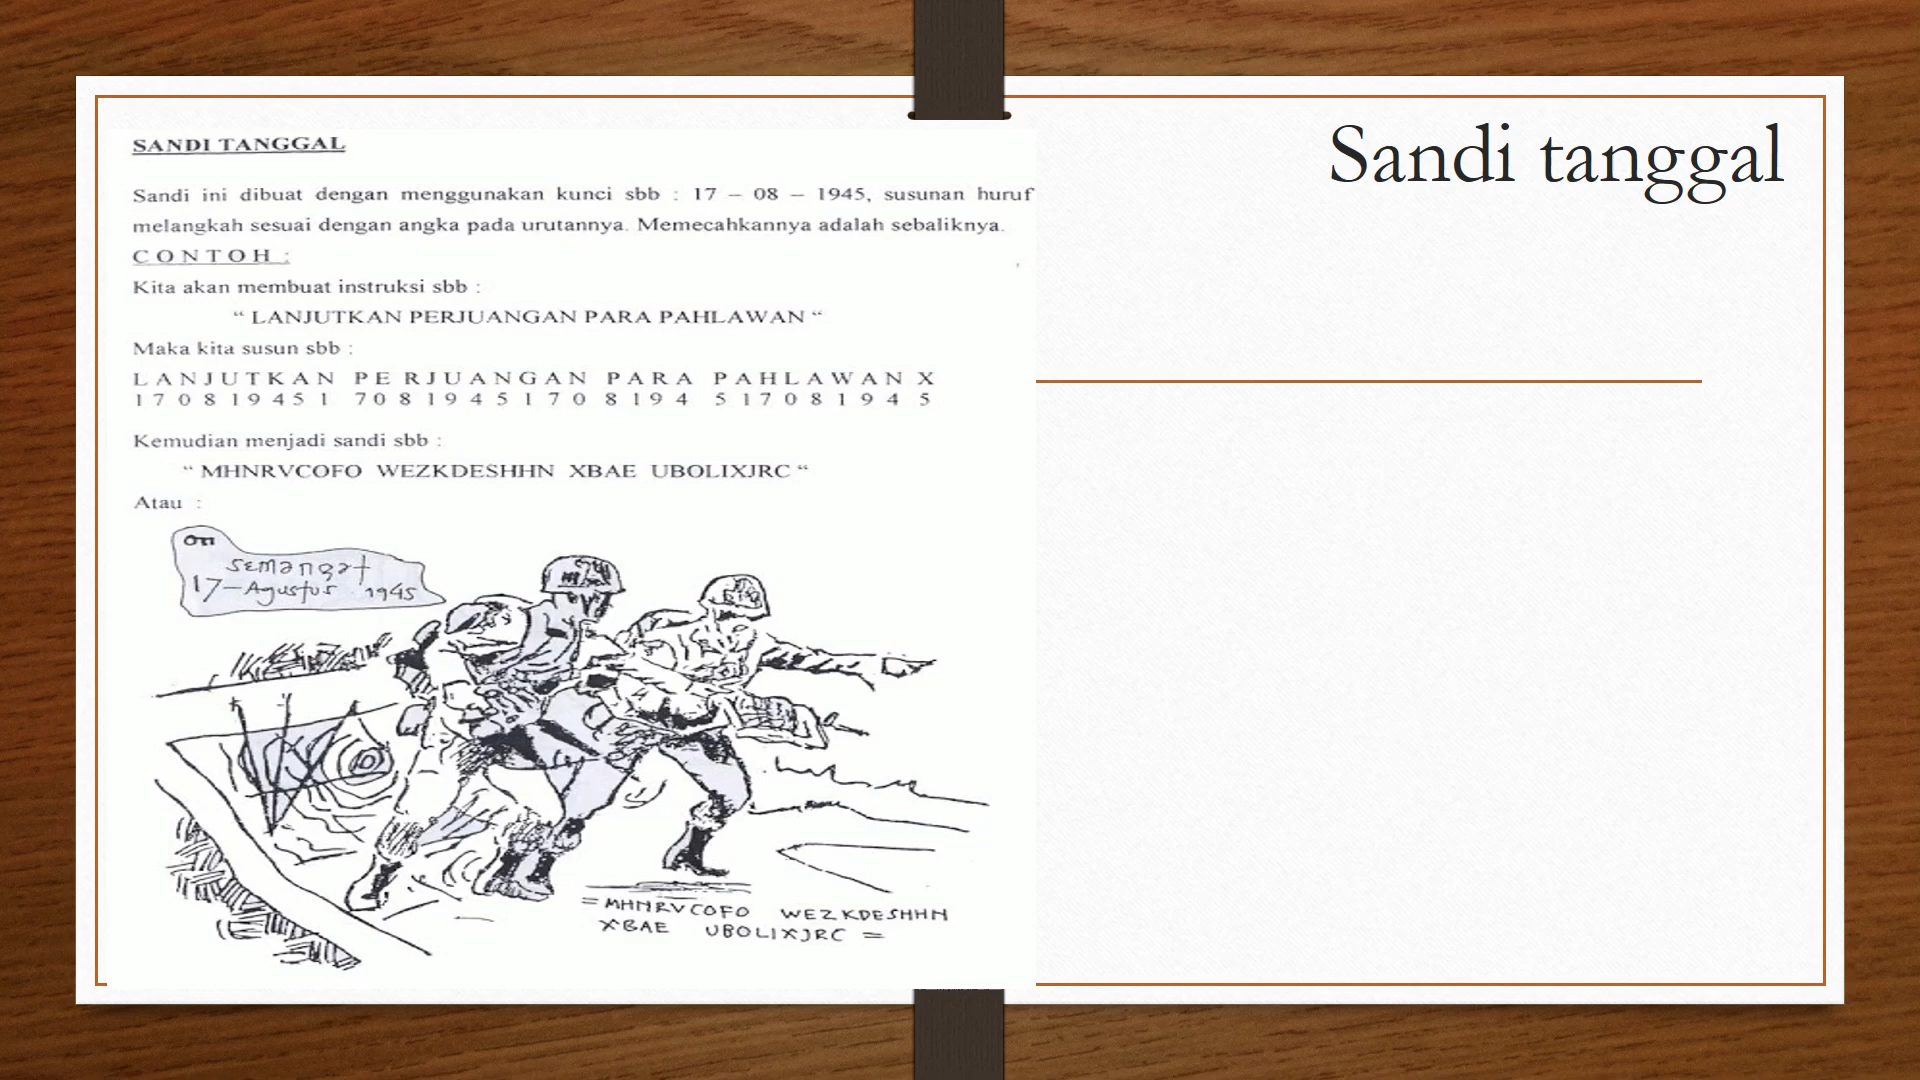 Sandi tanggal
SANDI TANGGAL
Sandi ini dibuat dengan menggunakan kunci sbb : 17 – 08 – 1945, susunan huruf
melangkah sesuai dengan angka pada urutannya. Memecahkannya adalah sebaliknya.
C O N T O H :
Kita akan membuat instruksi sbb :
“ LANJUTKAN PERJUANGAN PARA PAHLAWAN “
Maka kita susun sbb :
L A N J U T K A N P E R J U A N G A N P A R A P A H L A W A N X
1 7 0 8 1 9 4 5 1 7 0 8 1 9 4 5 1 7 0 8 1 9 4 5 1 7 0 8 1 9 4 5
Kemudian menjadi sandi sbb :
“ MHNRVCOFO WEZKDESHHN XBAE UBOLIXJRC “
Atau :
semangat
17-Agustus 1945
= MHNRVCOFO WEZKDESHHN
XBAE UBOLIXJRC =